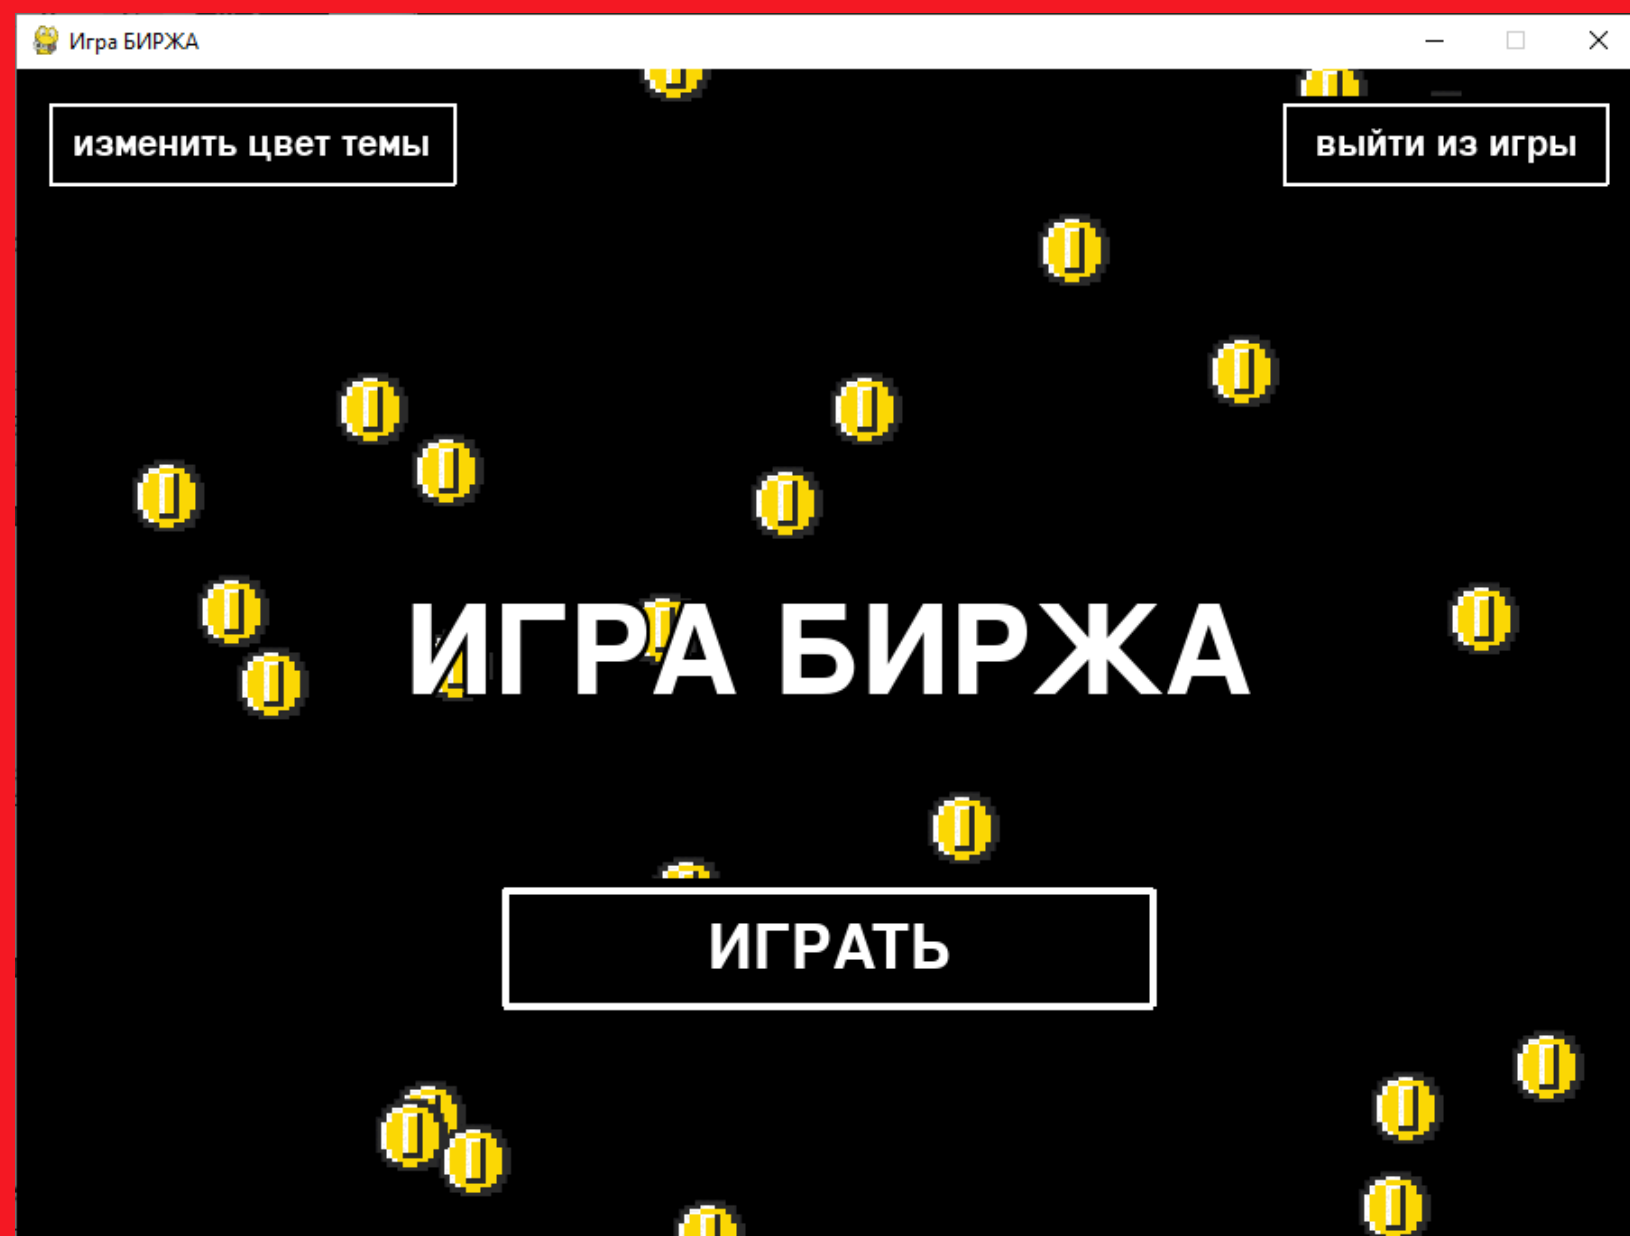 Игра БИРЖА
изменить цвет темы
выйти из игры
ИГРА БИРЖА
ИГРАТЬ